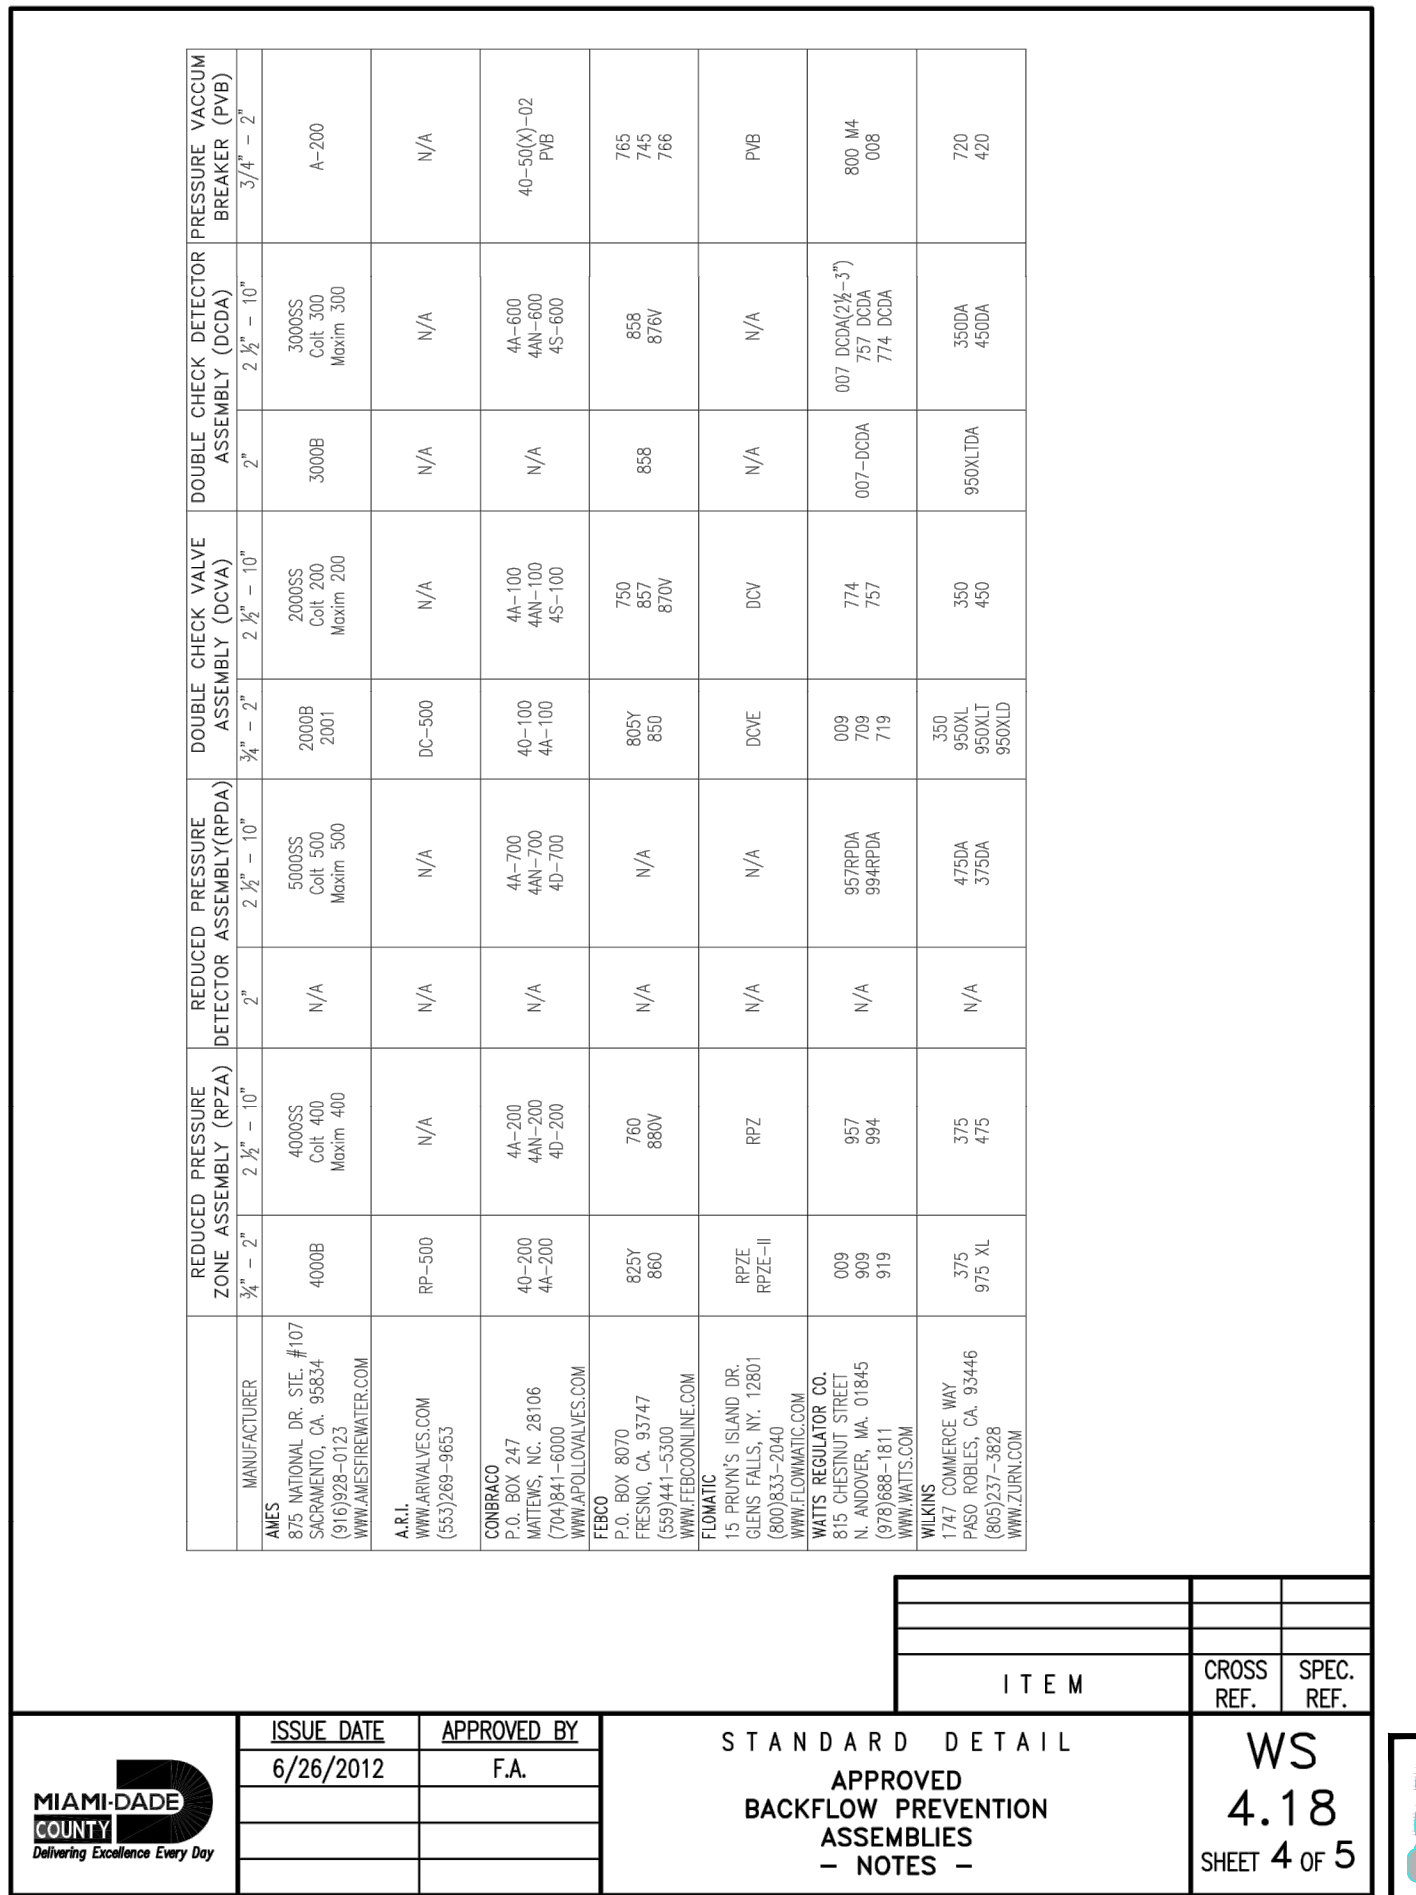 REDUCED PRESSURE
ZONE ASSEMBLY (RPZA)
REDUCED PRESSURE
DETECTOR ASSEMBLY(RPDA)
DOUBLE CHECK VALVE
ASSEMBLY (DCVA)
DOUBLE CHECK DETECTOR
ASSEMBLY (DCDA)
PRESSURE VACCUM
BREAKER (PVB)
MANUFACTURER
¾" – 2"
2 ½" – 10"
2"
2 ½" – 10"
¾" – 2"
2 ½" – 10"
2"
2 ½" – 10"
3/4" – 2"
AMES
875 NATIONAL DR. STE. #107
SACRAMENTO, CA. 95834
(916)928–0123
WWW.AMESFIREWATER.COM
4000B
4000SS
Colt 400
Maxim 400
N/A
5000SS
Colt 500
Maxim 500
2000B
2001
2000SS
Colt 200
Maxim 200
3000B
3000SS
Colt 300
Maxim 300
A–200
A.R.I.
WWW.ARIVALVES.COM
(553)269–9653
RP–500
N/A
N/A
N/A
DC–500
N/A
N/A
N/A
N/A
CONBRACO
P.O. BOX 247
MATTEWS, NC. 28106
(704)841–6000
WWW.APOLLOVALVES.COM
40–200
4A–200
4A–200
4AN–200
4D–200
N/A
4A–700
4AN–700
4D–700
40–100
4A–100
4A–100
4AN–100
4S–100
N/A
4A–600
4AN–600
4S–600
40–50(X)–02
PVB
FEBCO
P.O. BOX 8070
FRESNO, CA. 93747
(559)441–5300
WWW.FEBCOONLINE.COM
825Y
860
760
880V
N/A
N/A
805Y
850
750
857
870V
858
858
876V
765
745
766
FLOMATIC
15 PRUYN'S ISLAND DR.
GLENS FALLS, NY. 12801
(800)833–2040
WWW.FLOWMATIC.COM
RPZE
RPZE–II
RPZ
N/A
N/A
DCVE
DCV
N/A
N/A
PVB
WATTS REGULATOR CO.
815 CHESTNUT STREET
N. ANDOVER, MA. 01845
(978)688–1811
WWW.WATTS.COM
009
909
919
957
994
N/A
957RPDA
994RPDA
009
709
719
774
757
007–DCDA
007 DCDA(2½–3")
757 DCDA
774 DCDA
800 M4
008
WILKINS
1747 COMMERCE WAY
PASO ROBLES, CA. 93446
(805)237–3828
WWW.ZURN.COM
375
975 XL
375
475
N/A
475DA
375DA
350
950XL
950XLT
950XLD
350
450
950XLTDA
350DA
450DA
720
420
ITEM
CROSS
REF.
SPEC.
REF.
MIAMI-DADE
COUNTY
Delivering Excellence Every Day
ISSUE DATE
APPROVED BY
6/26/2012
F.A.
STANDARD DETAIL
APPROVED
BACKFLOW PREVENTION
ASSEMBLIES
– NOTES –
WS
4.18
SHEET 4 OF 5